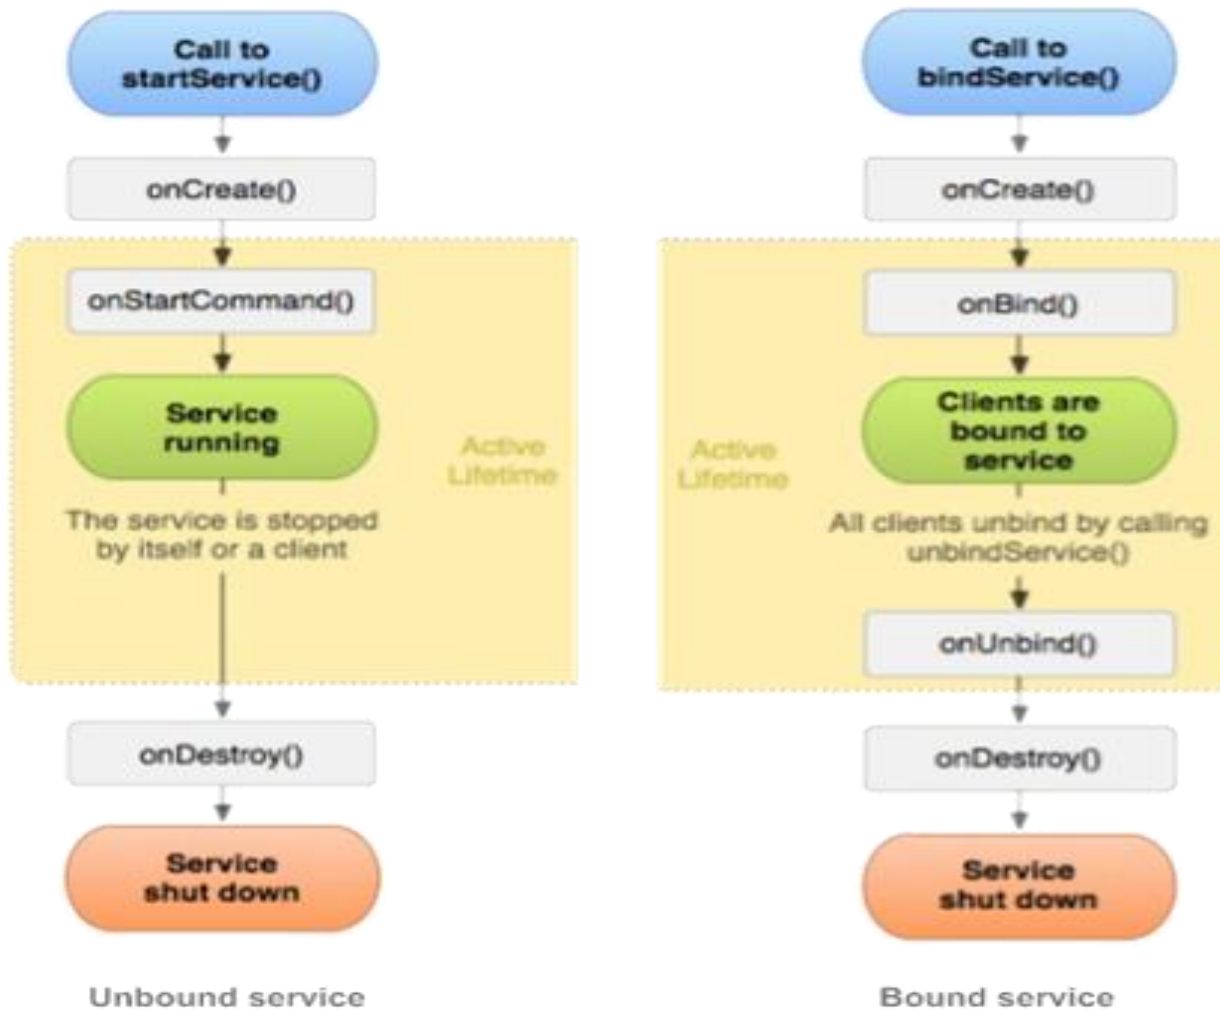 Call to
startService()
onCreate()
onStartCommand()
Service
running
Active
Lifetime
The service is stopped
by itself or a client
onDestroy()
Service
shut down
Unbound service
Call to
bindService()
onCreate()
onBind()
Clients are
bound to
service
Active
Lifetime
All clients unbind by calling
unbindService()
onUnbind()
onDestroy()
Service
shut down
Bound service